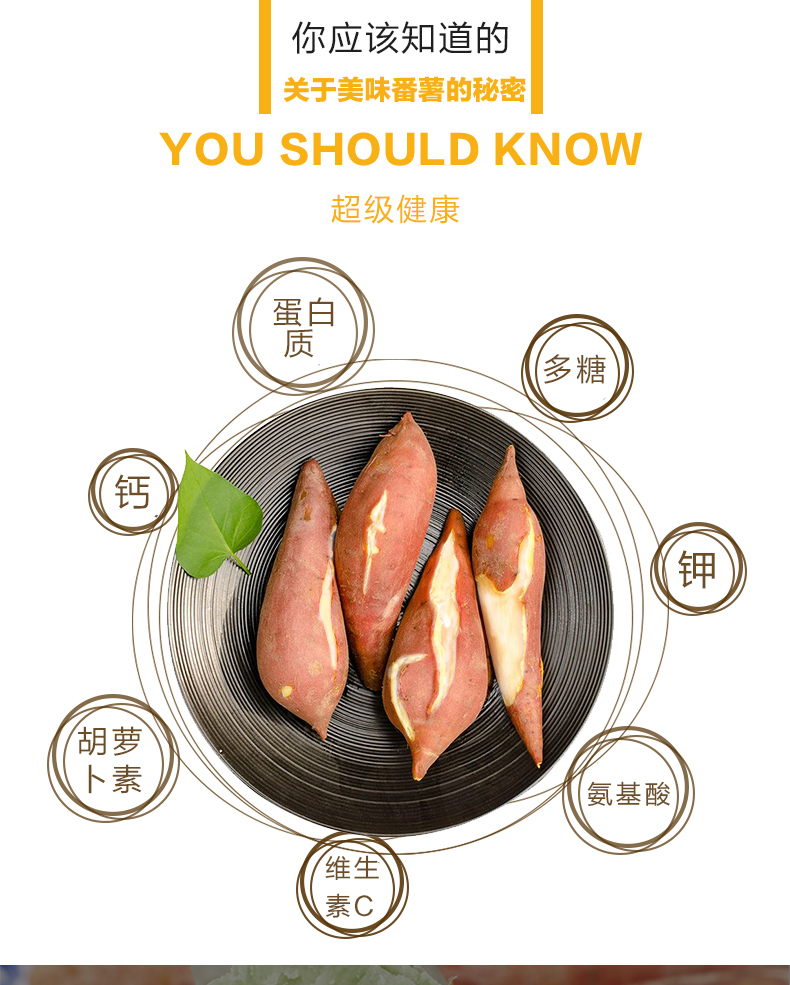 你应该知道的
关于美味番薯的秘密
YOU SHOULD KNOW
超级健康
蛋白
质
多糖
钙
钾
胡萝
卜素
氨基酸
维生
素C